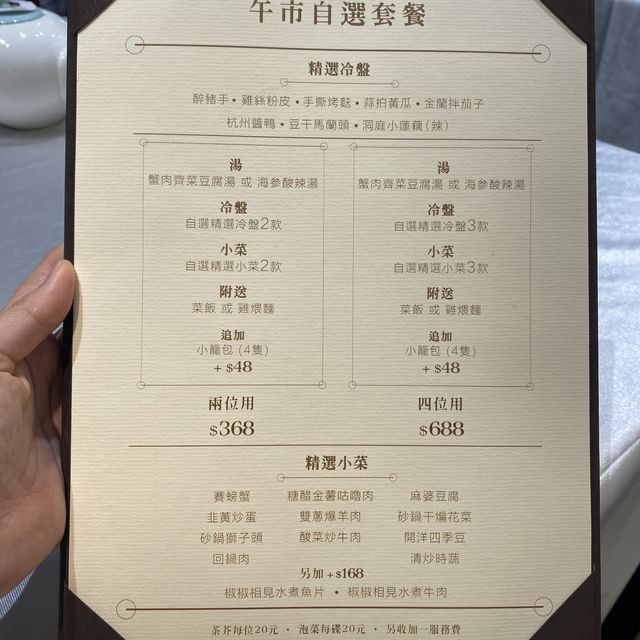 午市自選套餐
精選冷盤
醉豬手•雞絲粉皮•手撕烤麩•蒜拍黃瓜•金蘭拌茄子
杭州醬鴨•豆干馬蘭頭•洞庭小蓮藕(辣)
湯
蟹肉齊菜豆腐湯 或 海參酸辣湯
冷盤
自選精選冷盤2款
小菜
自選精選小菜2款
附送
菜飯 或 雞煨麵
追加
小籠包 (4隻)
+ $48
兩位用
$368
湯
蟹肉齊菜豆腐湯 或 海參酸辣湯
冷盤
自選精選冷盤3款
小菜
自選精選小菜3款
附送
菜飯 或 雞煨麵
追加
小籠包 (4隻)
+ $48
四位用
$688
精選小菜
賽螃蟹 糖醋金薯咕嚕肉 麻婆豆腐
韭黃炒蛋 雙蔥爆羊肉 砂鍋干煸花菜
砂鍋獅子頭 酸菜炒牛肉 開洋四季豆
回鍋肉 清炒時蔬
另加 + $168
椒椒相見水煮魚片 • 椒椒相見水煮牛肉
茶芥每位20元 • 泡菜每碟20元 • 另收加一服務費